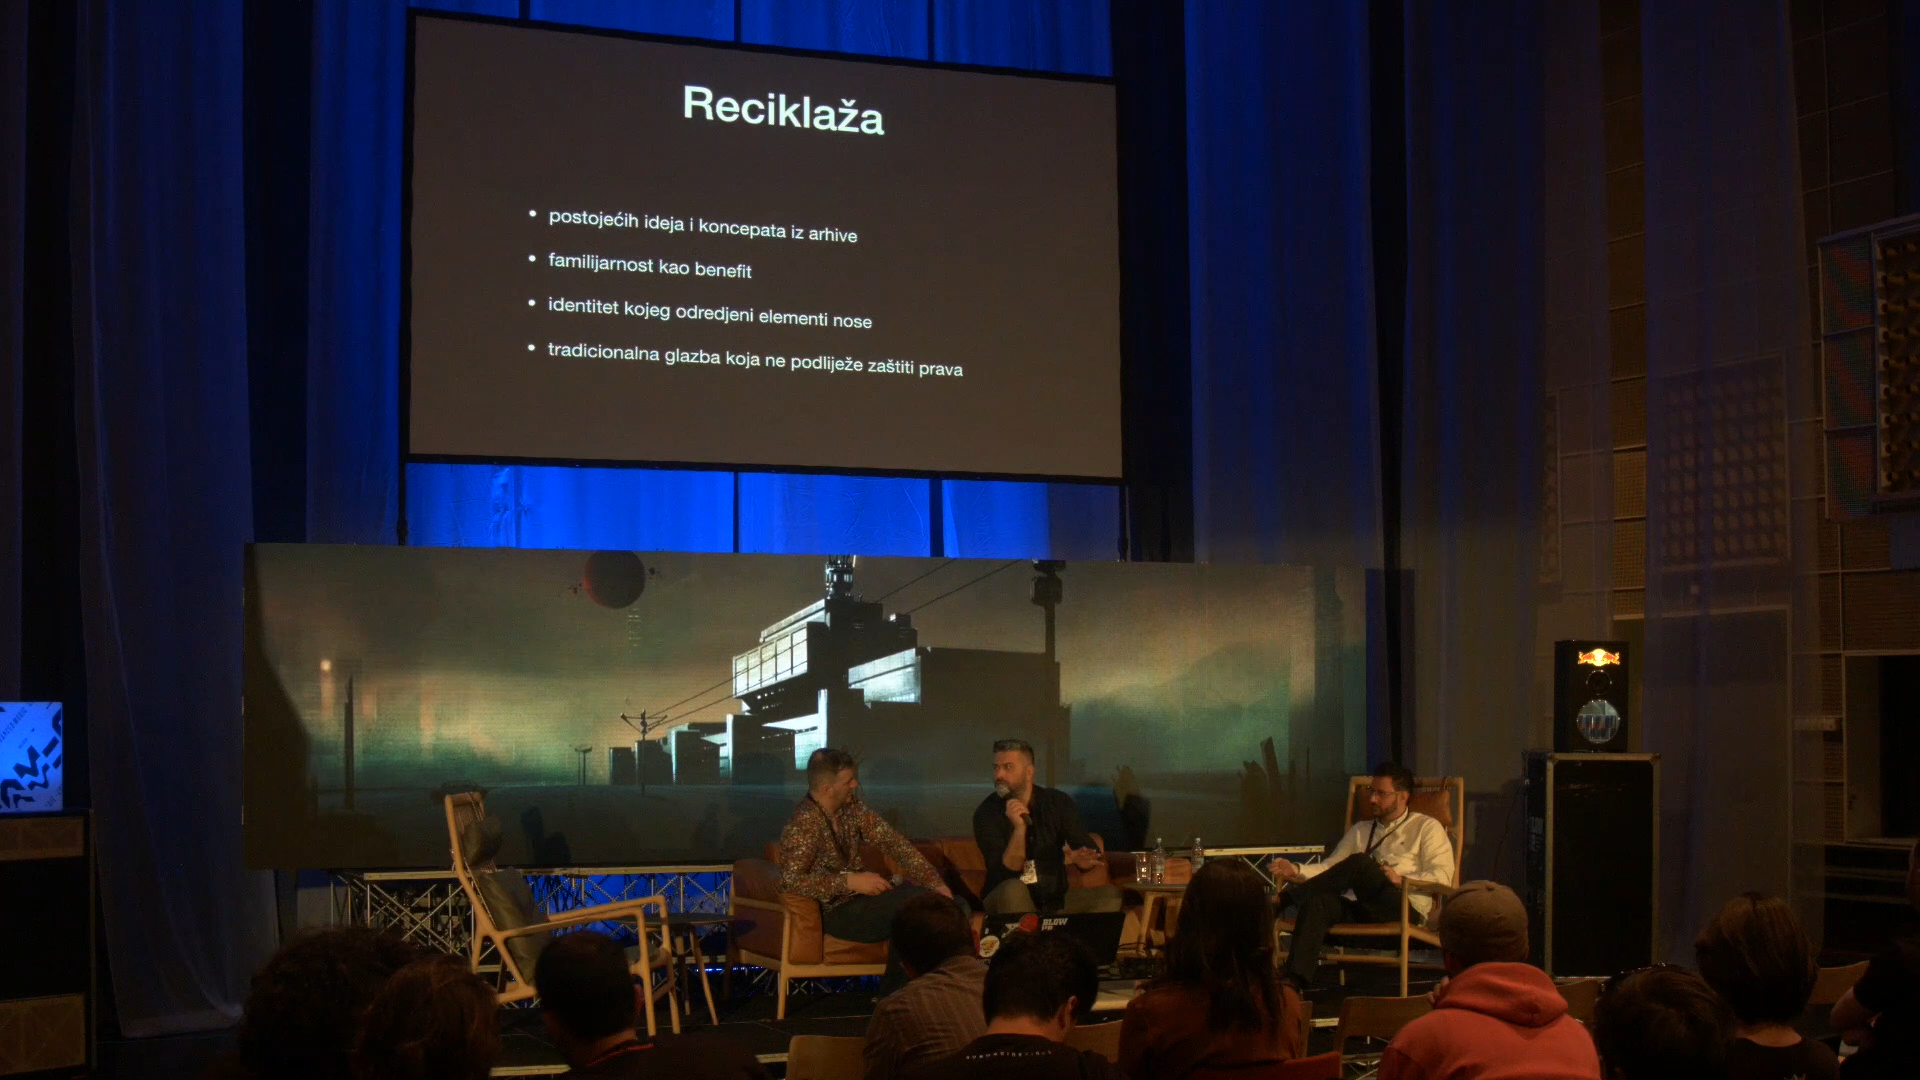 Reciklaža
• postojećih ideja i koncepata iz arhive
• familijarnost kao benefit
• identitet kojeg odredjeni elementi nose
• tradicionalna glazba koja ne podliježe zaštiti prava
BLOW